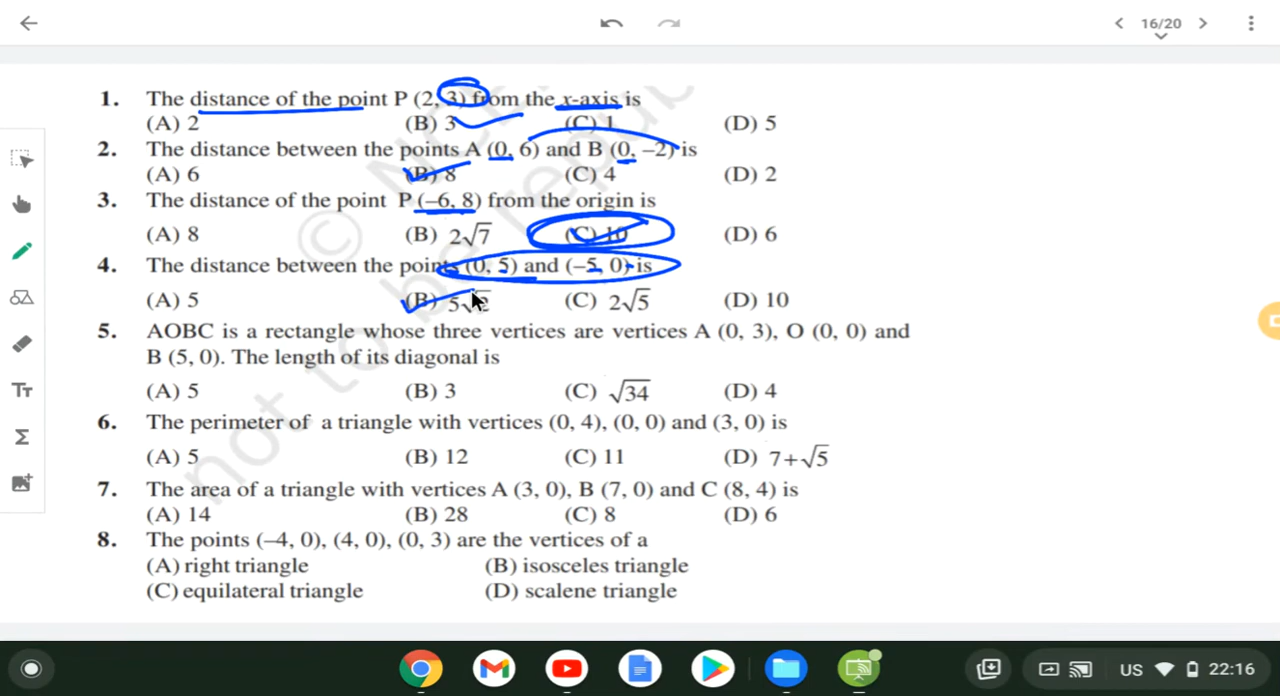 16/20
1. The distance of the point P (2, 3) from the x-axis is
(A) 2 (B) 3 (C) 1 (D) 5
2. The distance between the points A (0, 6) and B (0, –2) is
(A) 6 (B) 8 (C) 4 (D) 2
3. The distance of the point P (–6, 8) from the origin is
(A) 8 (B) 2√7 (C) 10 (D) 6
4. The distance between the points (0, 5) and (–5, 0) is
(A) 5 (B) 5√2 (C) 2√5 (D) 10
5. AOBC is a rectangle whose three vertices are vertices A (0, 3), O (0, 0) and
B (5, 0). The length of its diagonal is
(A) 5 (B) 3 (C) √34 (D) 4
6. The perimeter of a triangle with vertices (0, 4), (0, 0) and (3, 0) is
(A) 5 (B) 12 (C) 11 (D) 7+√5
7. The area of a triangle with vertices A (3, 0), B (7, 0) and C (8, 4) is
(A) 14 (B) 28 (C) 8 (D) 6
8. The points (–4, 0), (4, 0), (0, 3) are the vertices of a
(A) right triangle (B) isosceles triangle
(C) equilateral triangle (D) scalene triangle
© NCE
not to be repub
Tт
Σ
US 22:16